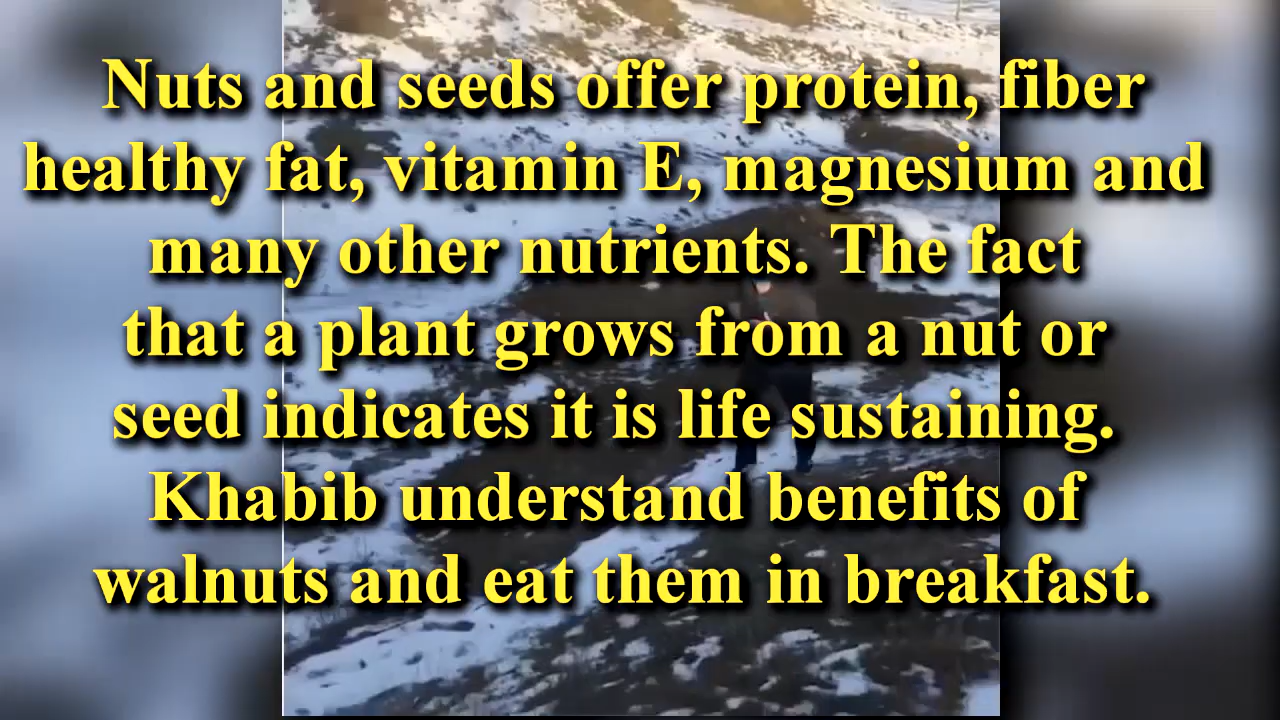 Nuts and seeds offer protein, fiber
healthy fat, vitamin E, magnesium and
many other nutrients. The fact
that a plant grows from a nut or
seed indicates it is life sustaining.
Khabib understand benefits of
walnuts and eat them in breakfast.